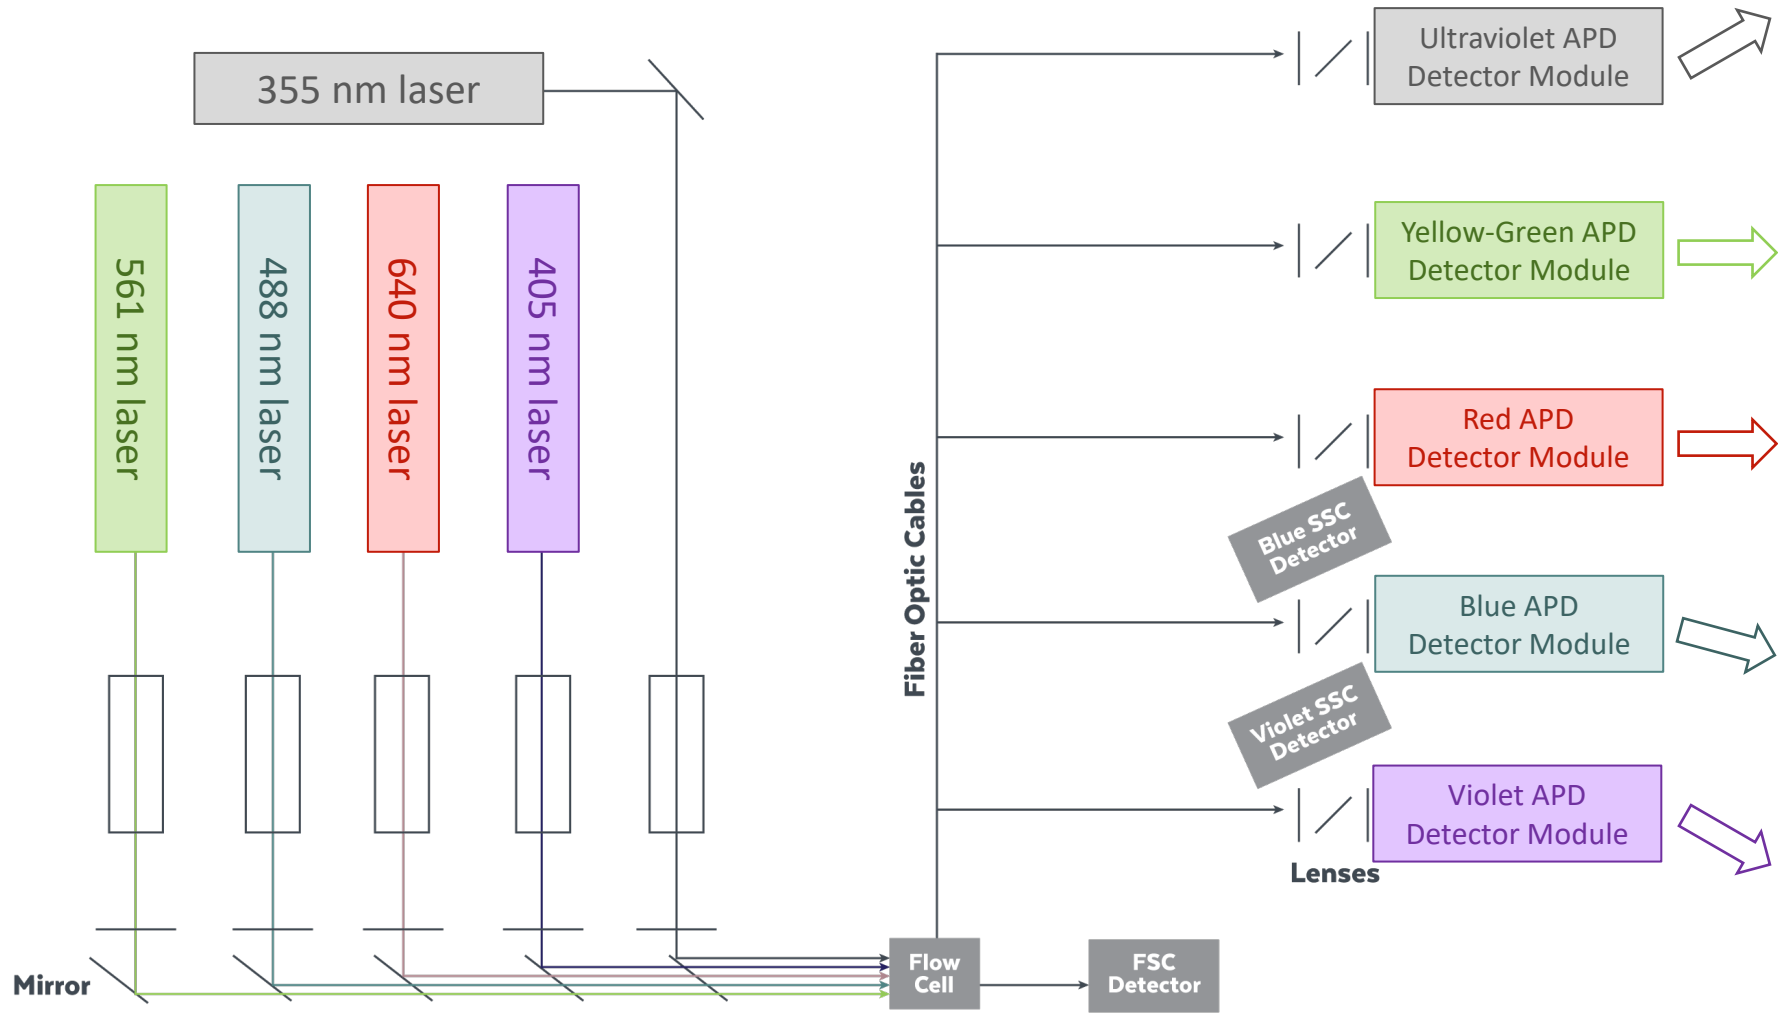 355 nm laser
561 nm laser
488 nm laser
640 nm laser
405 nm laser
Mirror
Fiber Optic Cables
Flow
Cell
FSC
Detector
Ultraviolet APD
Detector Module
Yellow-Green APD
Detector Module
Red APD
Detector Module
Blue SSC
Detector
Blue APD
Detector Module
Violet SSC
Detector
Violet APD
Detector Module
Lenses